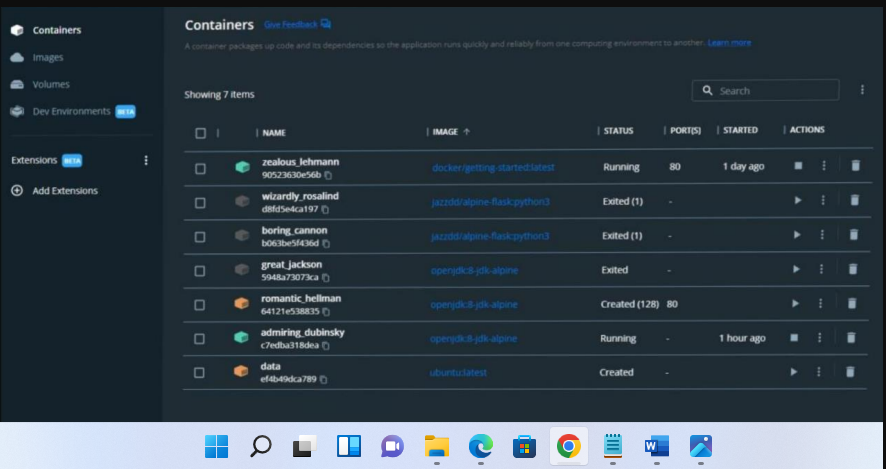 Containers
Images
Volumes
Dev Environments BETA
Extensions BETA
Add Extensions
Containers Give Feedback
A container packages up code and its dependencies so the application runs quickly and reliably from one computing environment to another. Learn more
Showing 7 items
Search
NAME IMAGE STATUS PORT(S) STARTED ACTIONS
zealous_lehmann
90523630e56b
docker/getting-started:latest Running 80 1 day ago
wizardly_rosalind
d8fd5e4ca197
jazzdd/alpine-flask:python3 Exited (1) -
boring_cannon
b063be5f436d
jazzdd/alpine-flask:python3 Exited (1) -
great_jackson
5948a73073ca
openjdk:8-jdk-alpine Exited -
romantic_hellman
64121e538835
openjdk:8-jdk-alpine Created (128) 80
admiring_dubinsky
c7edba318dea
openjdk:8-jdk-alpine Running - 1 hour ago
data
ef4b49dca789
ubuntu:latest Created -
W